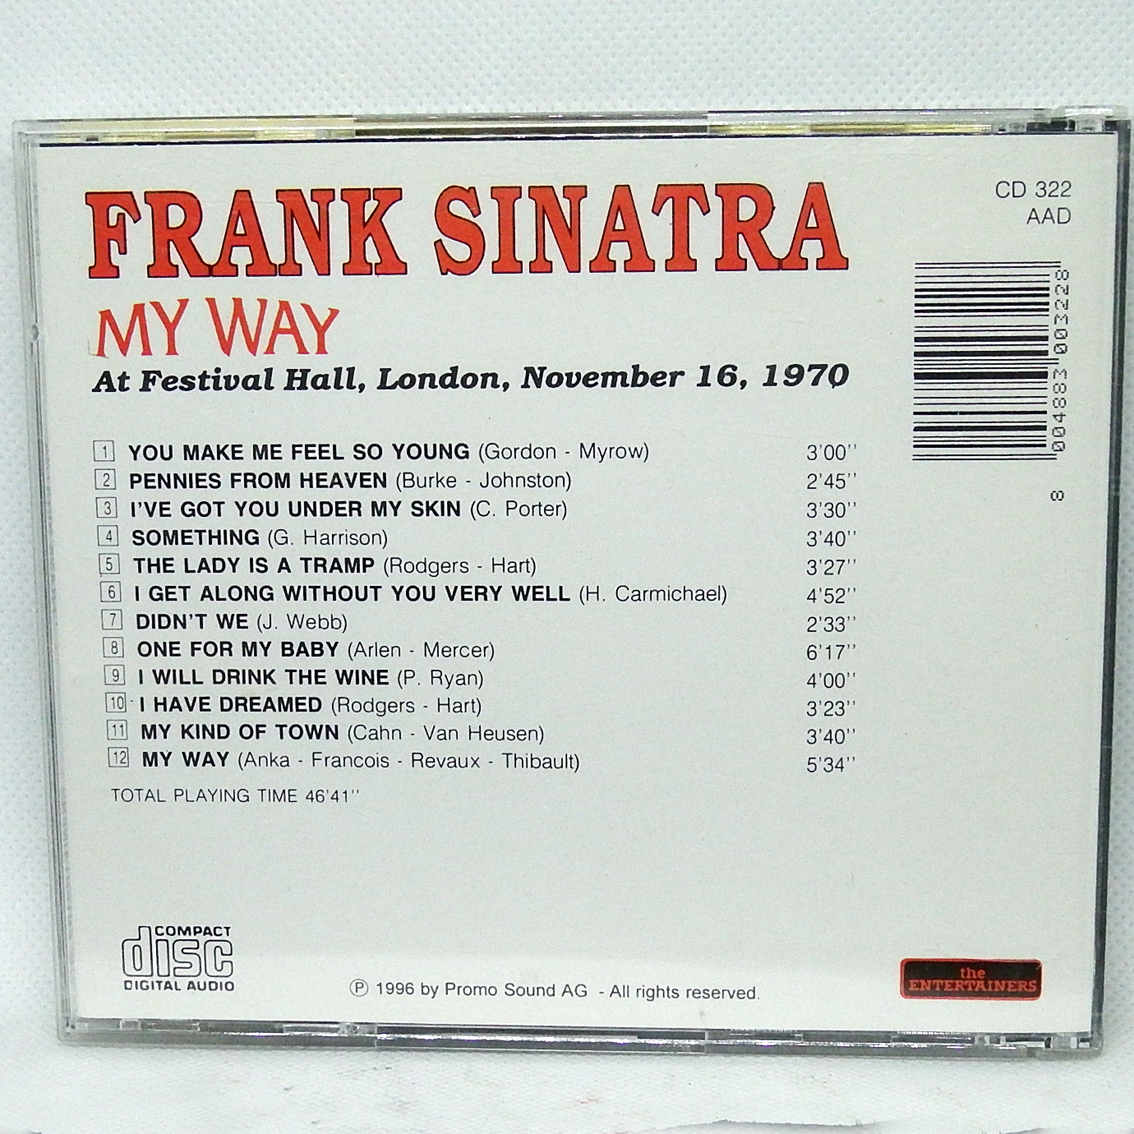 FRANK SINATRA
CD 322
AAD
MY WAY
At Festival Hall, London, November 16, 1970
1 YOU MAKE ME FEEL SO YOUNG (Gordon - Myrow) 3'00''
2 PENNIES FROM HEAVEN (Burke - Johnston) 2'45''
3 I'VE GOT YOU UNDER MY SKIN (C. Porter) 3'30''
4 SOMETHING (G. Harrison) 3'40''
5 THE LADY IS A TRAMP (Rodgers - Hart) 3'27''
6 I GET ALONG WITHOUT YOU VERY WELL (H. Carmichael) 4'52''
7 DIDN'T WE (J. Webb) 2'33''
8 ONE FOR MY BABY (Arlen - Mercer) 6'17''
9 I WILL DRINK THE WINE (P. Ryan) 4'00''
10 I HAVE DREAMED (Rodgers - Hart) 3'23''
11 MY KIND OF TOWN (Cahn - Van Heusen) 3'40''
12 MY WAY (Anka - Francois - Revaux - Thibault) 5'34''
TOTAL PLAYING TIME 46'41''
8 004883 003228
COMPACT
disc
DIGITAL AUDIO
℗ 1996 by Promo Sound AG - All rights reserved.
the
ENTERTAINERS